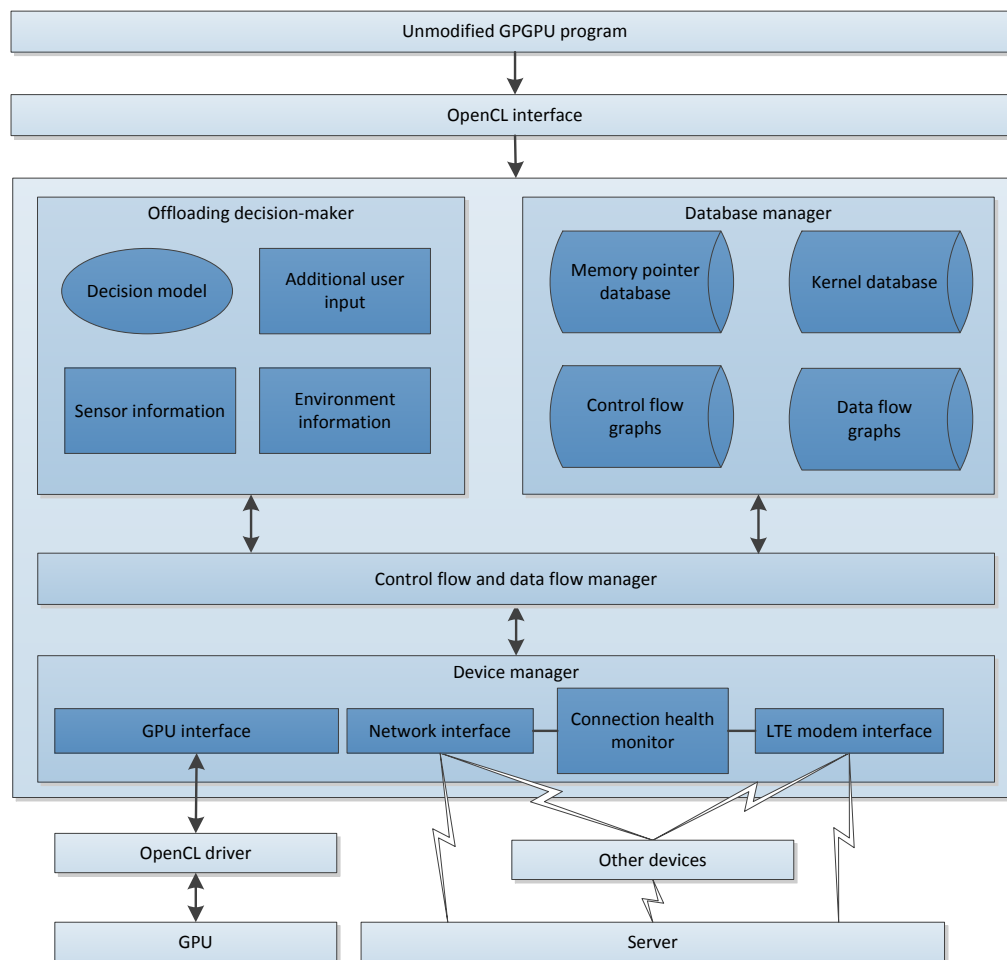 Unmodified GPGPU program
OpenCL interface
Offloading decision-maker
Decision model
Additional user
input
Sensor information
Environment
information
Database manager
Memory pointer
database
Kernel database
Control flow
graphs
Data flow
graphs
Control flow and data flow manager
Device manager
GPU interface
Network interface
Connection health
monitor
LTE modem interface
OpenCL driver
Other devices
GPU
Server